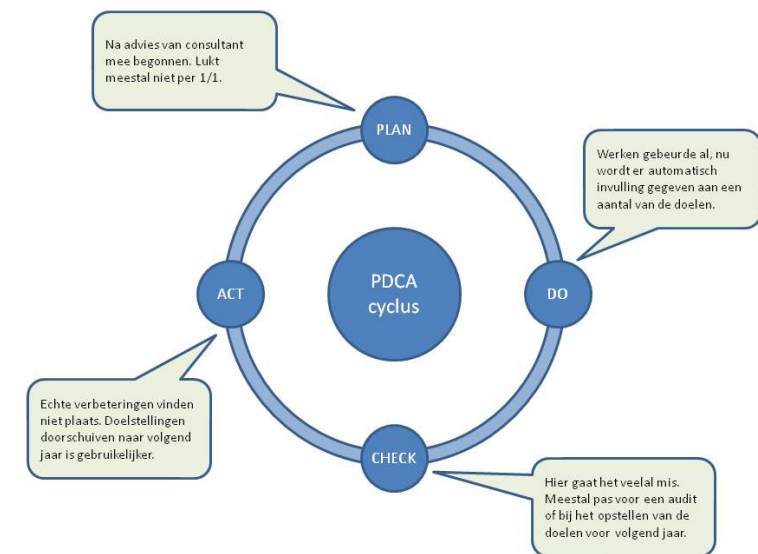 Na advies van consultant
mee begonnen. Lukt
meestal niet per 1/1.
PLAN
Werken gebeurde al, nu
wordt er automatisch
invulling gegeven aan een
aantal van de doelen.
ACT
PDCA
cyclus
DO
Echte verbeteringen vinden
niet plaats. Doelstellingen
doorschuiven naar volgend
jaar is gebruikelijker.
CHECK
Hier gaat het veelal mis.
Meestal pas voor een audit
of bij het opstellen van de
doelen voor volgend jaar.